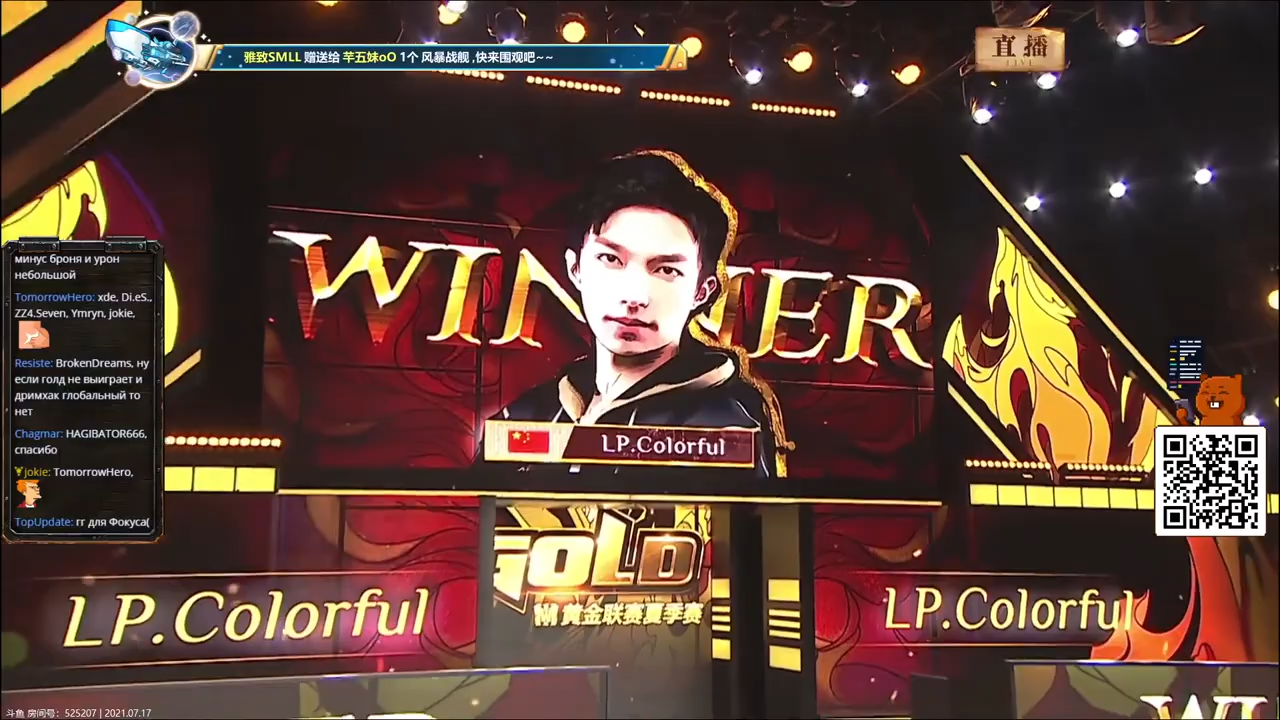 雅致SMLL 赠送给 芊五妹oO 1个 风暴战舰 ,快来围观吧~~
直播
LIVE
WINNER
минус броня и урон
небольшой
TomorrowHero: xde, Di.eS.,
ZZ4.Seven, Ymryn, jokie,
Resiste: BrokenDreams, ну
если голд не выиграет и
дримхак глобальный то
нет
Chagmar: HAGIBATOR666,
спасибо
jokie: TomorrowHero,
TopUpdate: гг для Фокуса(
LP.Colorful
GOLD
黄金联赛夏季赛
LP.Colorful
LP.Colorful
斗鱼 房间号: 525207 | 2021.07.17